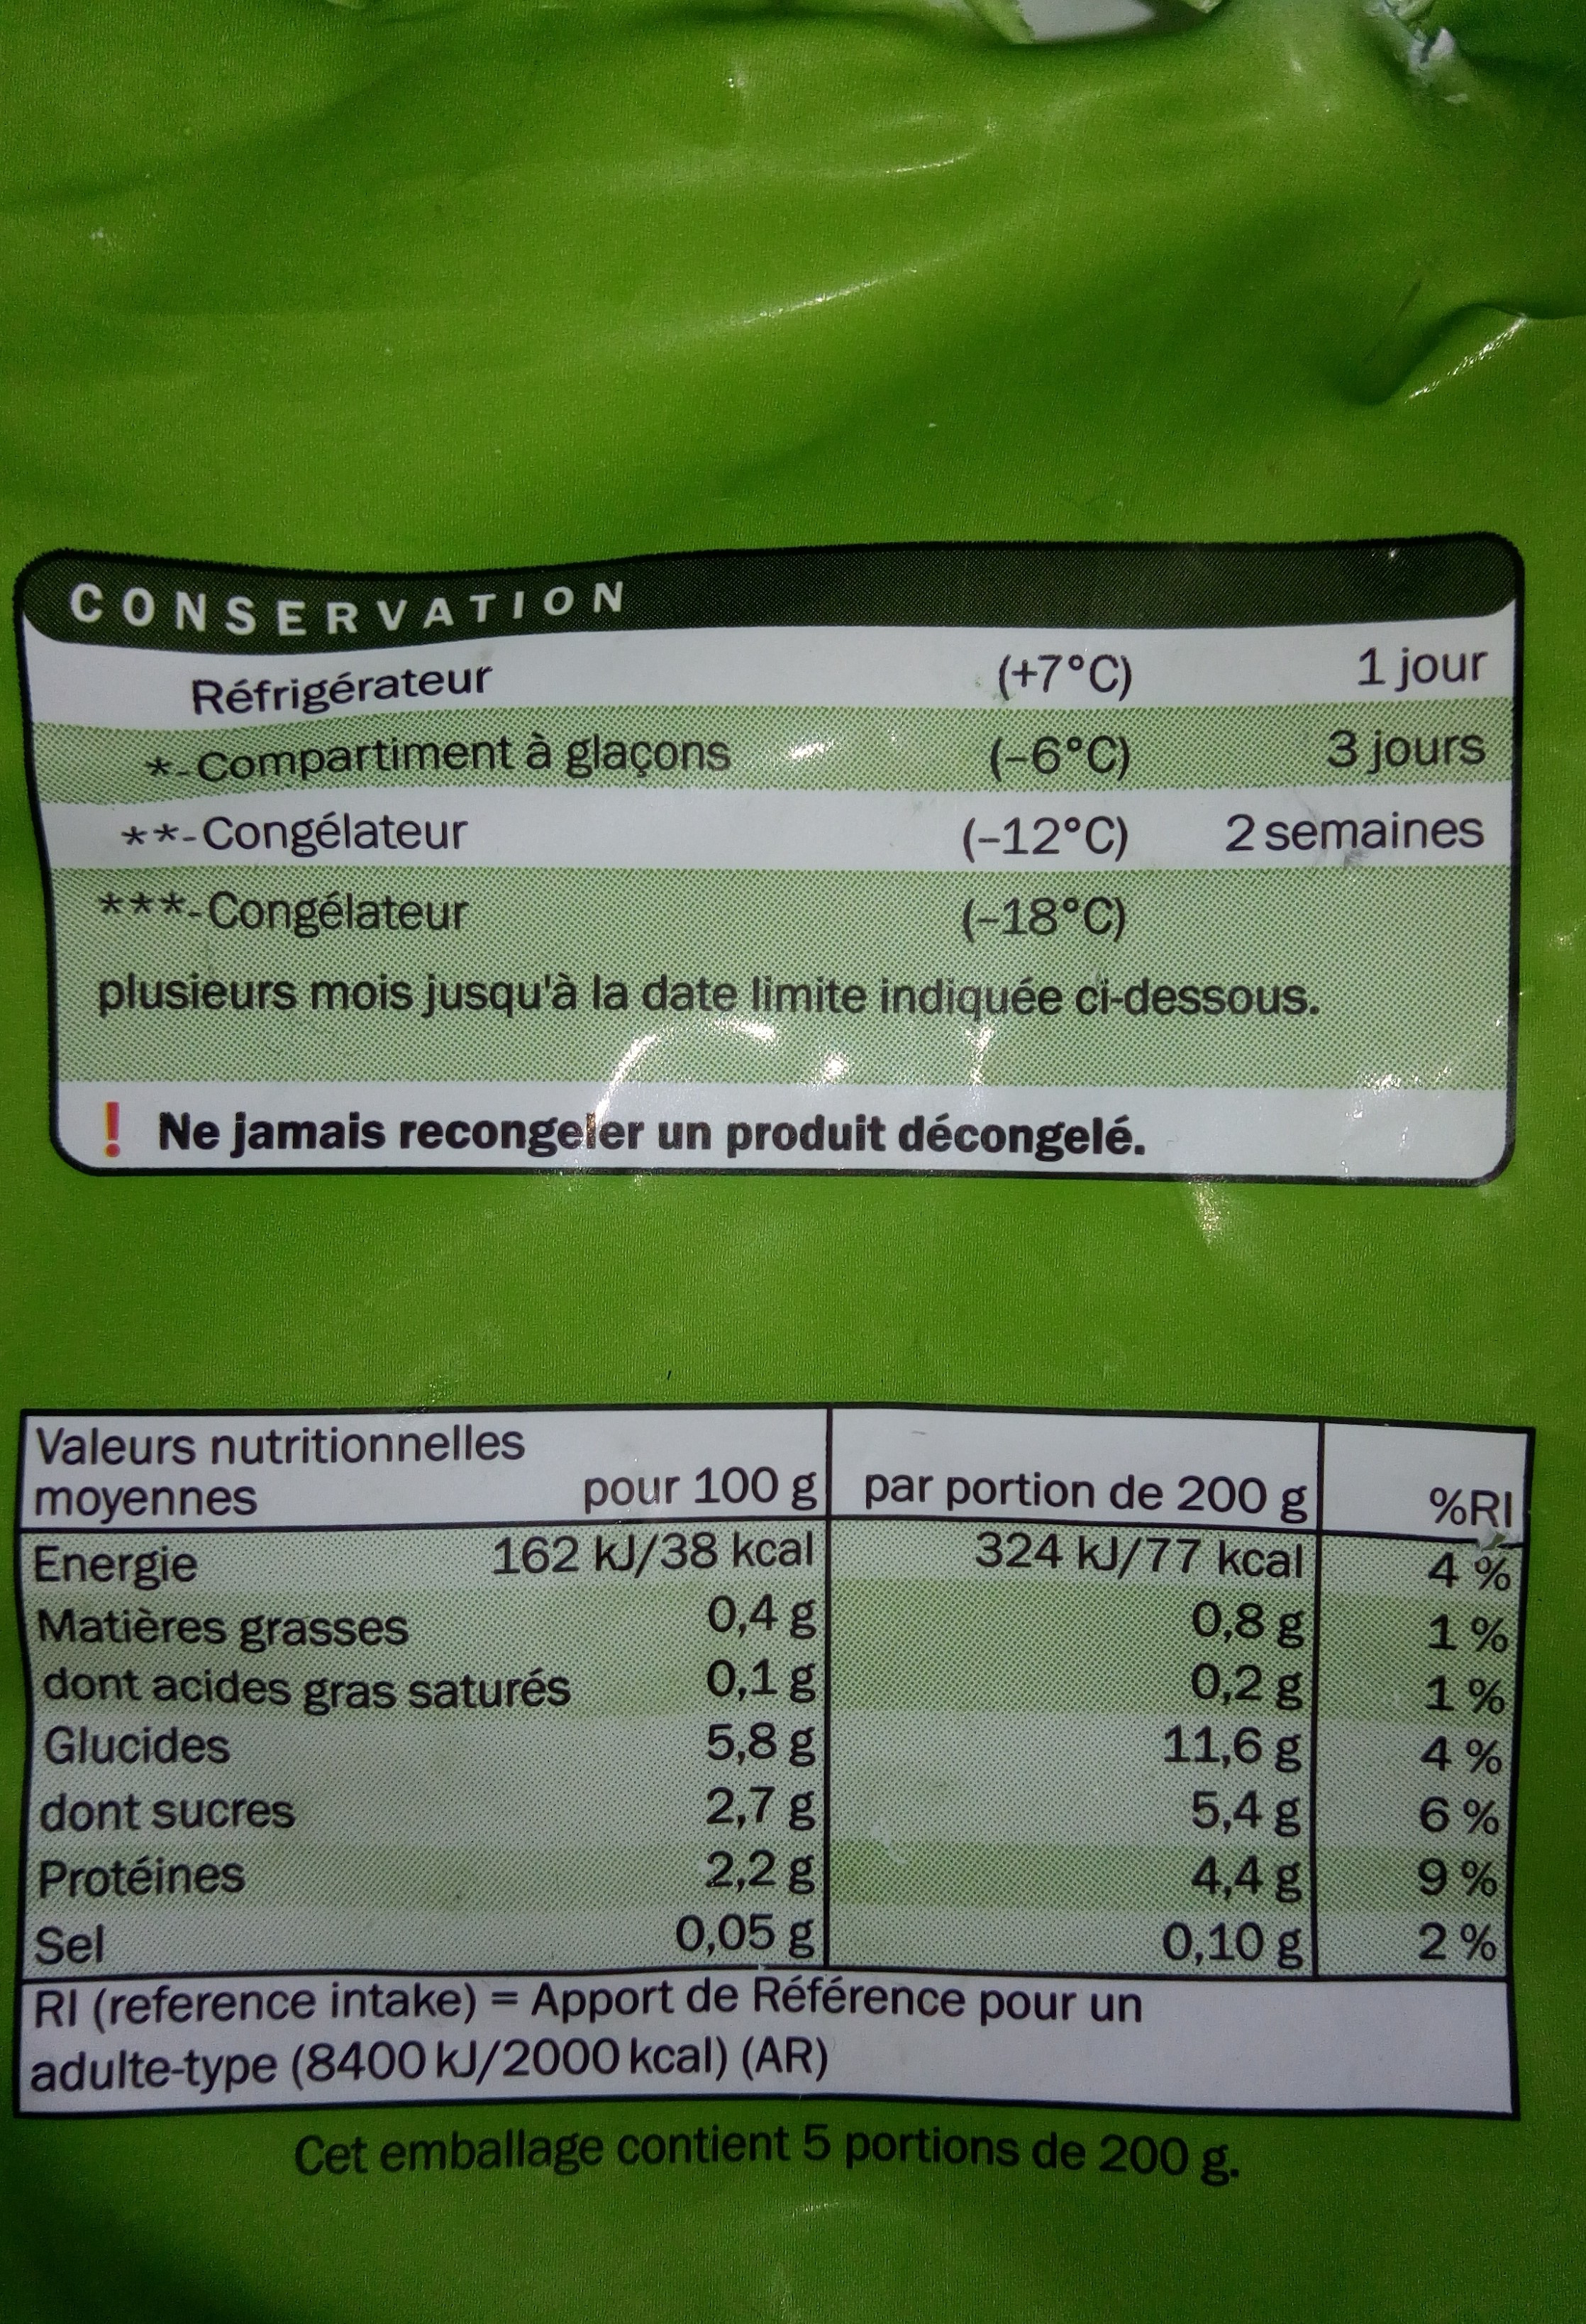 CONSERVATION
Réfrigérateur (+7°C) 1 jour
*-Compartiment à glaçons (–6°C) 3 jours
**-Congélateur (–12°C) 2 semaines
***-Congélateur (–18°C)
plusieurs mois jusqu'à la date limite indiquée ci-dessous.
! Ne jamais recongeler un produit décongelé.
Valeurs nutritionnelles
moyennes pour 100 g par portion de 200 g %RI
Energie 162 kJ/38 kcal 324 kJ/77 kcal 4 %
Matières grasses 0,4 g 0,8 g 1 %
dont acides gras saturés 0,1 g 0,2 g 1 %
Glucides 5,8 g 11,6 g 4 %
dont sucres 2,7 g 5,4 g 6 %
Protéines 2,2 g 4,4 g 9 %
Sel 0,05 g 0,10 g 2 %
RI (reference intake) = Apport de Référence pour un
adulte-type (8400 kJ/2000 kcal) (AR)
Cet emballage contient 5 portions de 200 g.